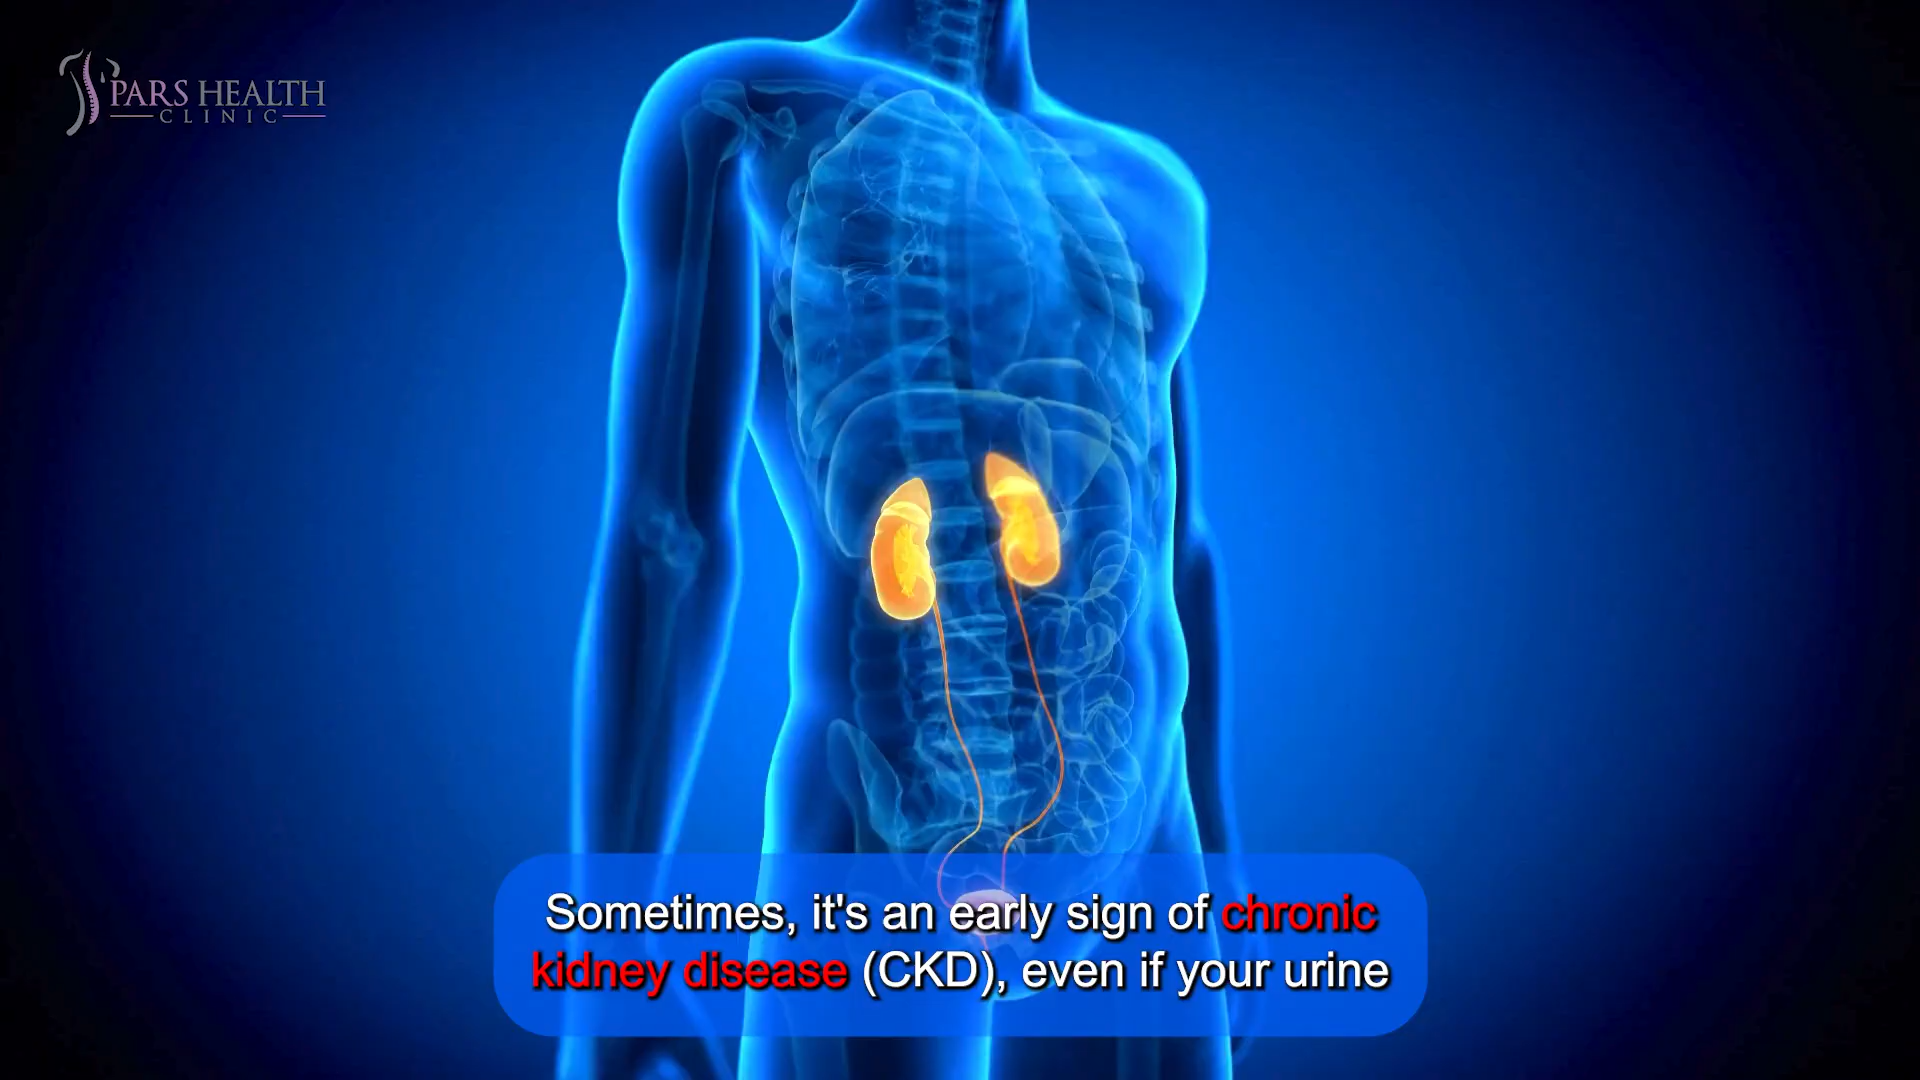 PARS HEALTH
CLINIC
Sometimes, it's an early sign of chronic
kidney disease (CKD), even if your urine